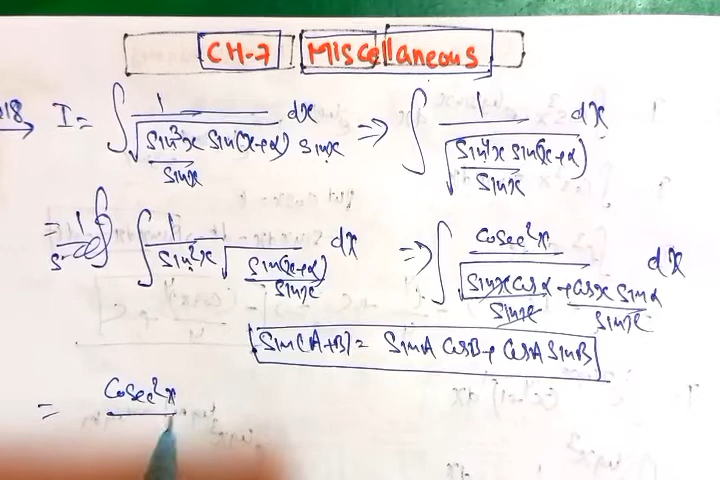 CH-7 Miscellaneous
18 I = ∫ 1/√(sin³x sin(x+α) sinx / sinx) dx ⇒ ∫ 1/√(sin⁴x sin(x+α) / sinx) dx
= ∫ 1/(sin²x √(sin(x+α)/sinx)) dx ⇒ ∫ cosec²x/√(sinx cosα/sinx + cosx sinα/sinx) dx
sin(A+B) = sinA cosB + cosA sinB
= cosec²x